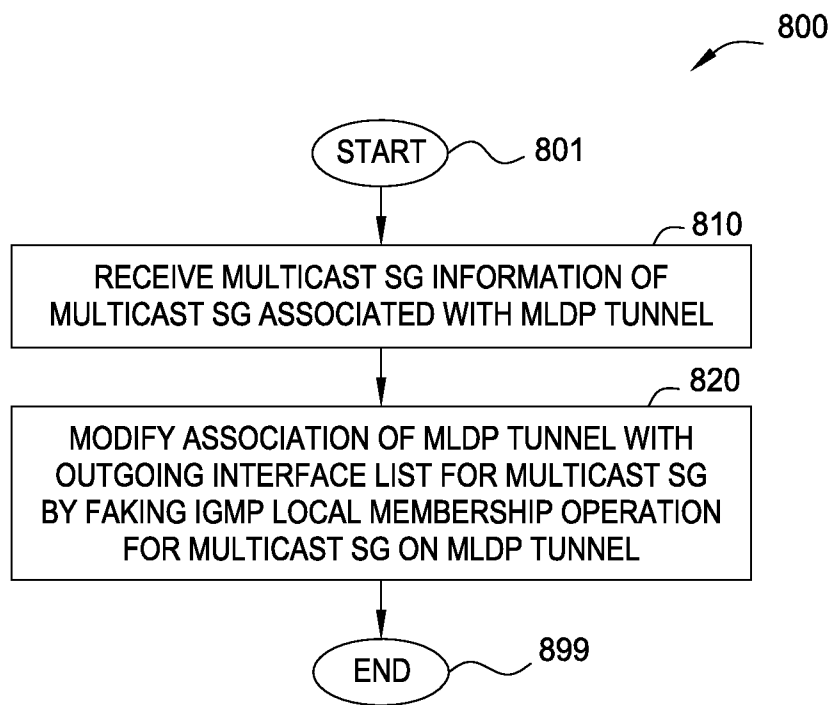 800
START
801
810
RECEIVE MULTICAST SG INFORMATION OF
MULTICAST SG ASSOCIATED WITH MLDP TUNNEL
820
MODIFY ASSOCIATION OF MLDP TUNNEL WITH
OUTGOING INTERFACE LIST FOR MULTICAST SG
BY FAKING IGMP LOCAL MEMBERSHIP OPERATION
FOR MULTICAST SG ON MLDP TUNNEL
END
899